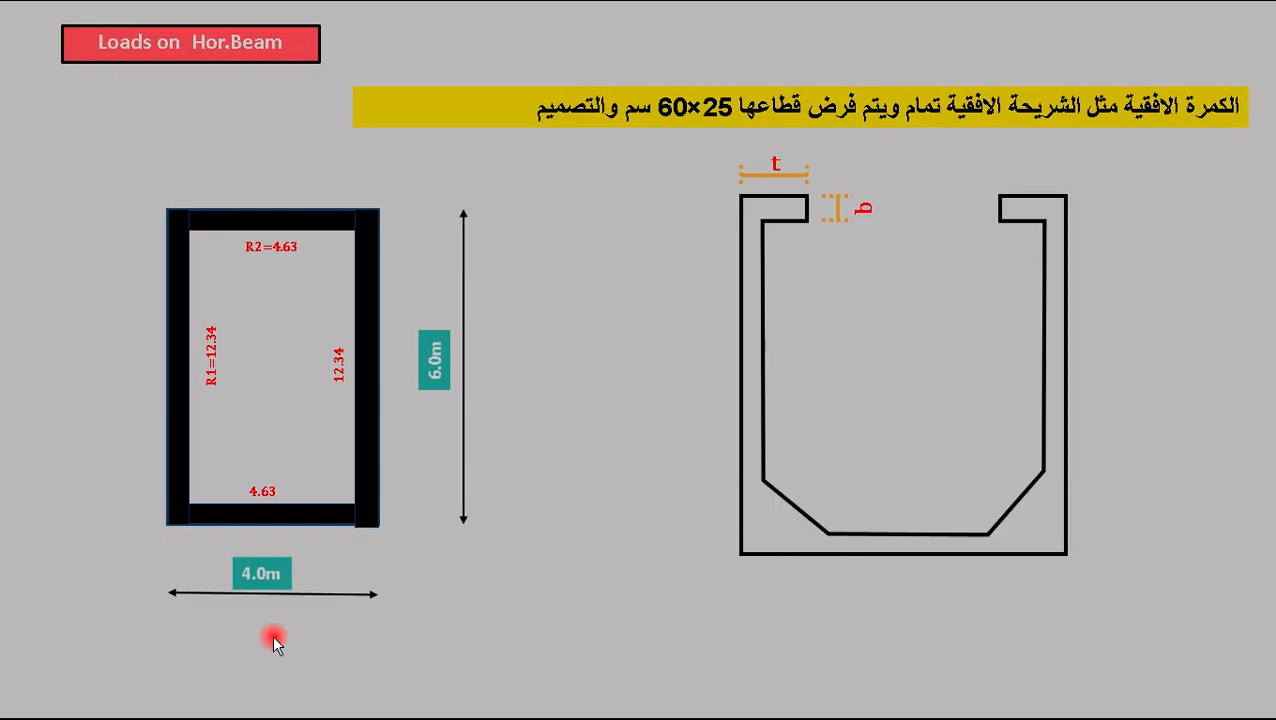 Loads on Hor.Beam
الكمرة الافقية مثل الشريحة الافقية تمام ويتم فرض قطاعها 25×60 سم والتصميم
t
b
R2=4.63
R1=12.34
12.34
6.0m
4.63
4.0m